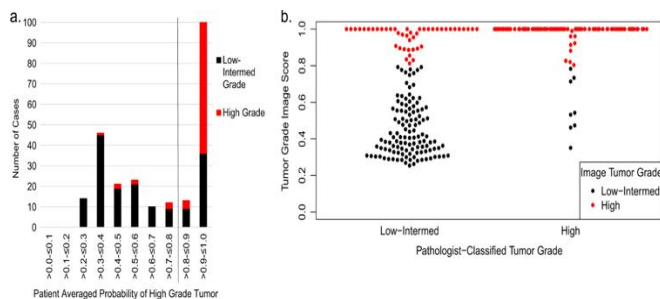 a.
Number of Cases
100
90
80
70
60
50
40
30
20
10
0
Low-
Intermed
Grade
High Grade
>0.0-≤0.1
>0.1-≤0.2
>0.2-≤0.3
>0.3-≤0.4
>0.4-≤0.5
>0.5-≤0.6
>0.6-≤0.7
>0.7-≤0.8
>0.8-≤0.9
>0.9-≤1.0
Patient Averaged Probability of High Grade Tumor
b.
Tumor Grade Image Score
1.0
0.8
0.6
0.4
0.2
0.0
Image Tumor Grade
Low−Intermed
High
Low−Intermed
High
Pathologist−Classified Tumor Grade